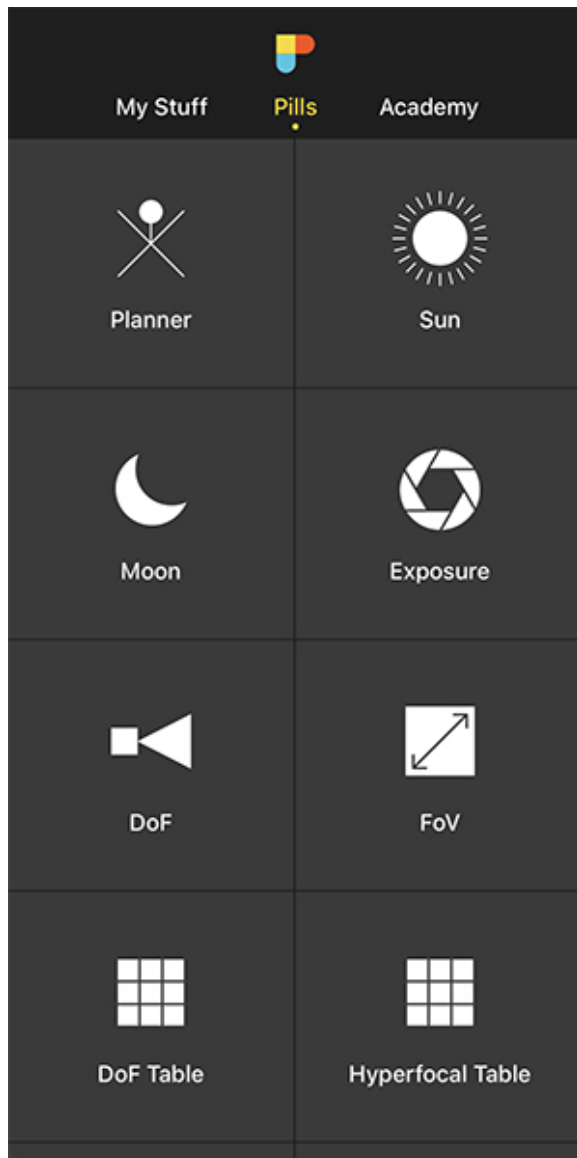 My Stuff Pills Academy
Planner Sun
Moon Exposure
DoF FoV
DoF Table Hyperfocal Table